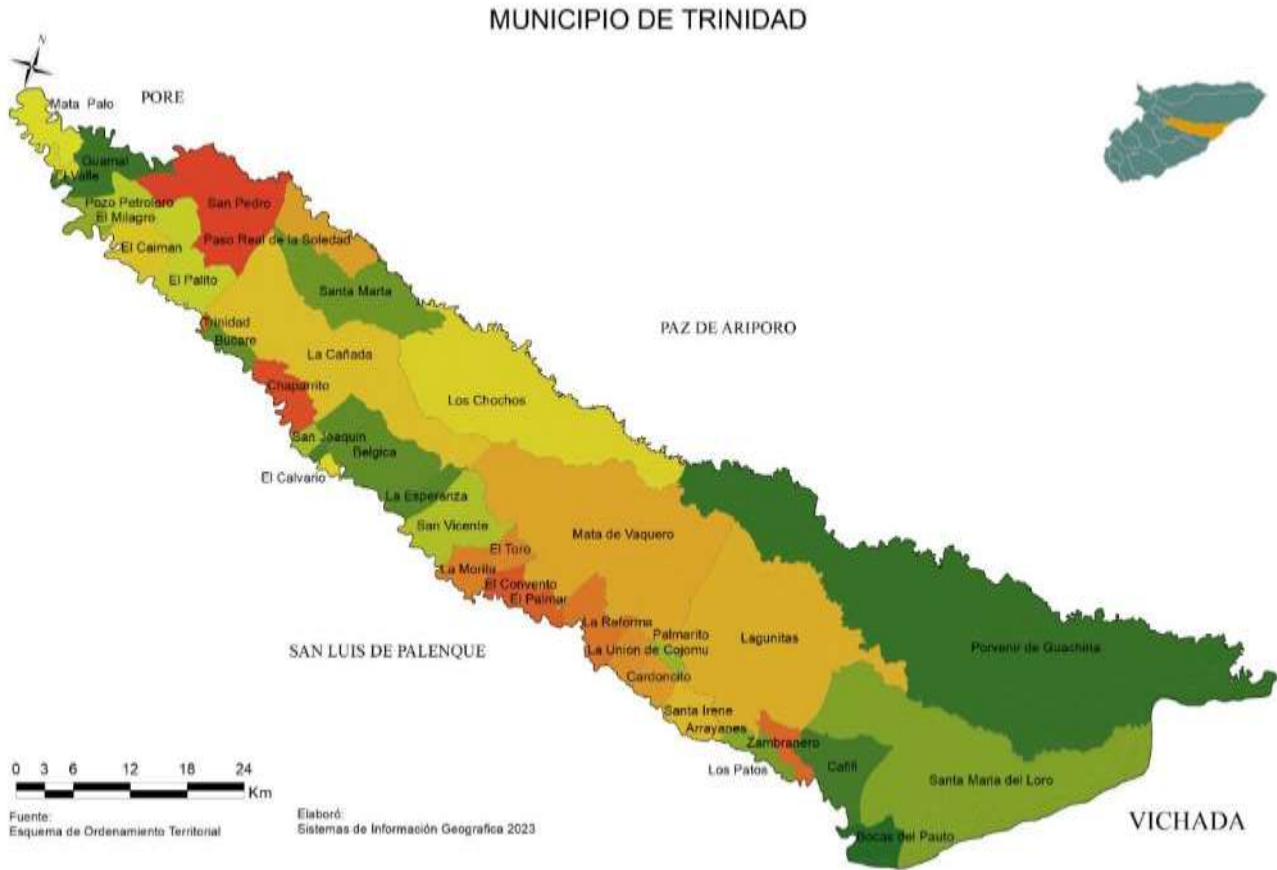 MUNICIPIO DE TRINIDAD
N
Mata Palo
PORE
Guamal
El Valle
Pozo Petrolero
San Pedro
El Milagro
El Caiman
Paso Real de la Soledad
El Palito
Santa Marta
Trinidad
Bucare
La Cañada
PAZ DE ARIPORO
Chaparrito
Los Chochos
San Joaquin
Belgica
El Calvario
La Esperanza
San Vicente
Mata de Vaquero
El Toro
La Morita
El Convento
El Palmar
La Reforma
Palmarito
Lagunitas
SAN LUIS DE PALENQUE
La Union de Cojomu
Porvenir de Guachiria
Cardoncito
Santa Irene
Arrayanes
Zambranero
Los Patos
Cafifi
Santa Maria del Loro
VICHADA
Bocas del Pauto
0 3 6 12 18 24
Km
Fuente:
Esquema de Ordenamiento Territorial
Elaboró:
Sistemas de Información Geografica 2023